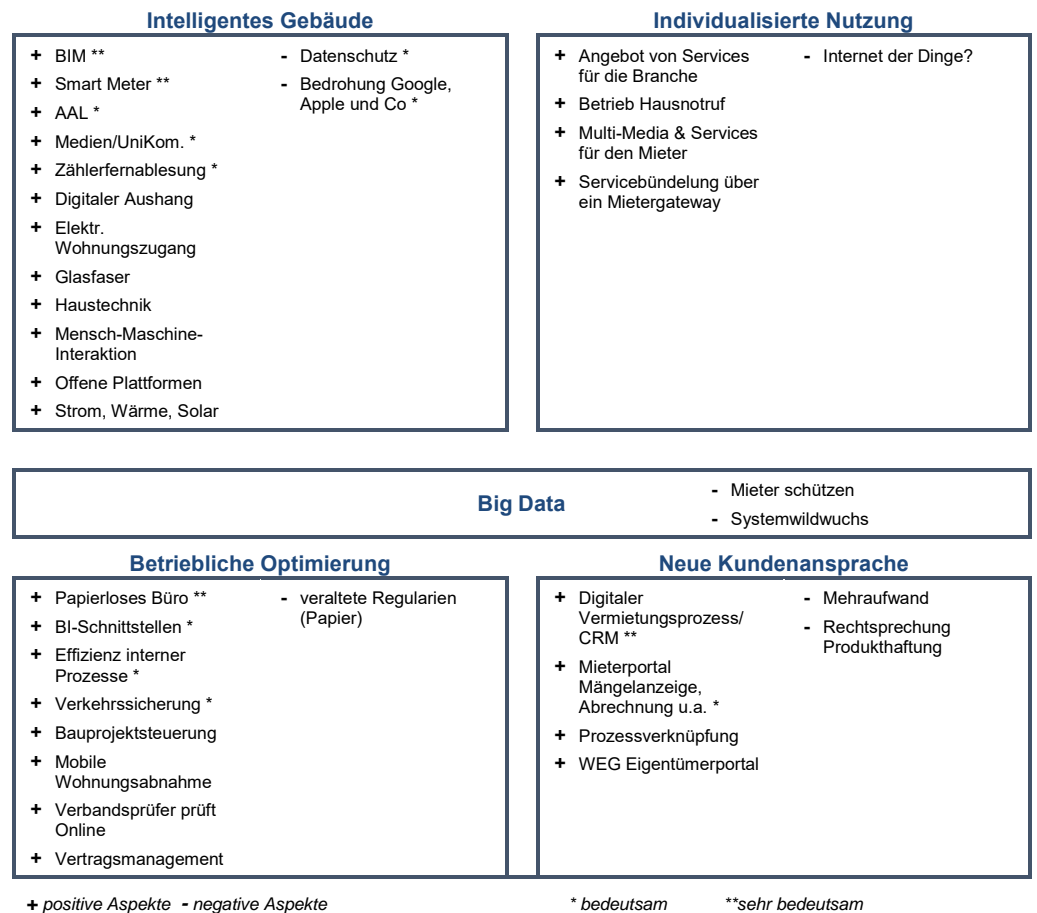 Intelligentes Gebäude
+ BIM **
+ Smart Meter **
+ AAL *
+ Medien/UniKom. *
+ Zählerfernablesung *
+ Digitaler Aushang
+ Elektr.
Wohnungszugang
+ Glasfaser
+ Haustechnik
+ Mensch-Maschine-
Interaktion
+ Offene Plattformen
+ Strom, Wärme, Solar
- Datenschutz *
- Bedrohung Google,
Apple und Co *
Individualisierte Nutzung
+ Angebot von Services
für die Branche
+ Betrieb Hausnotruf
+ Multi-Media & Services
für den Mieter
+ Servicebündelung über
ein Mietergateway
- Internet der Dinge?
Big Data
- Mieter schützen
- Systemwildwuchs
Betriebliche Optimierung
+ Papierloses Büro **
+ BI-Schnittstellen *
+ Effizienz interner
Prozesse *
+ Verkehrssicherung *
+ Bauprojektsteuerung
+ Mobile
Wohnungsabnahme
+ Verbandsprüfer prüft
Online
+ Vertragsmanagement
- veraltete Regularien
(Papier)
Neue Kundenansprache
+ Digitaler
Vermietungsprozess/
CRM **
+ Mieterportal
Mängelanzeige,
Abrechnung u.a. *
+ Prozessverknüpfung
+ WEG Eigentümerportal
- Mehraufwand
- Rechtsprechung
Produkthaftung
+ positive Aspekte - negative Aspekte
* bedeutsam **sehr bedeutsam